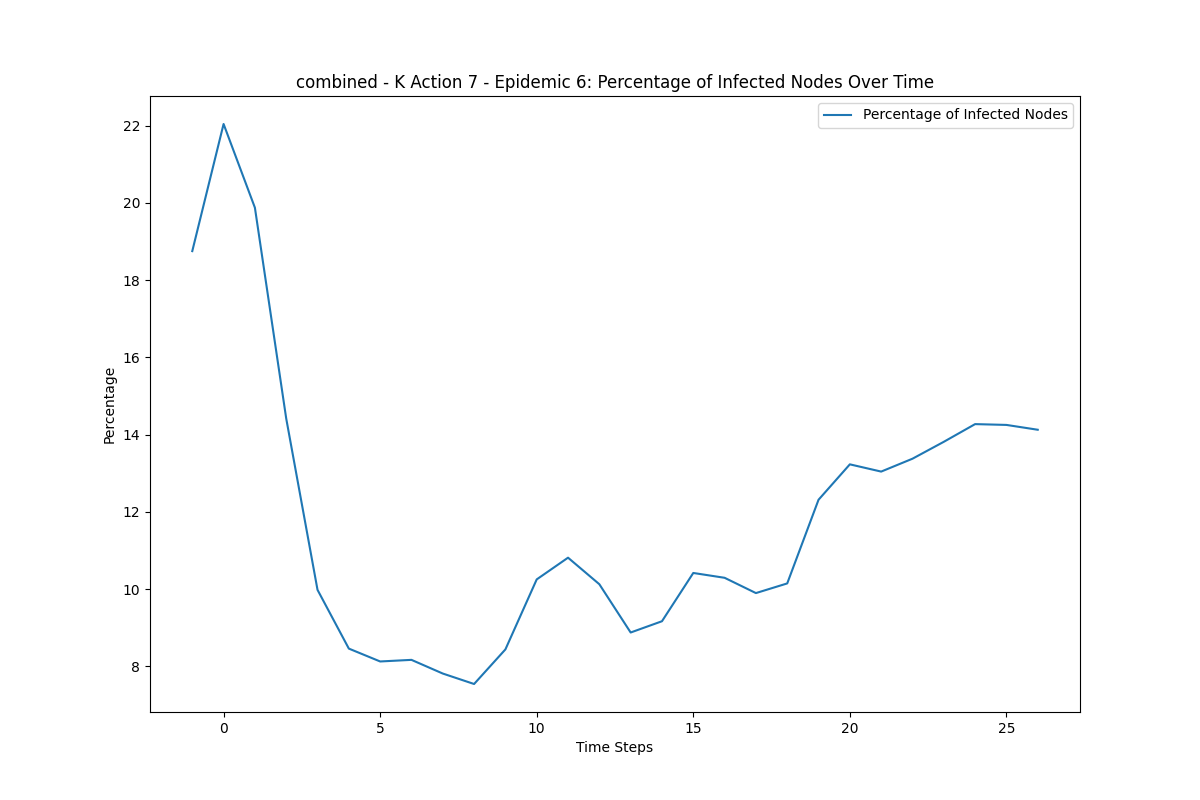 combined - K Action 7 - Epidemic 6: Percentage of Infected Nodes Over Time
Percentage of Infected Nodes
22
20
18
16
14
12
10
8
Percentage
0 5 10 15 20 25
Time Steps